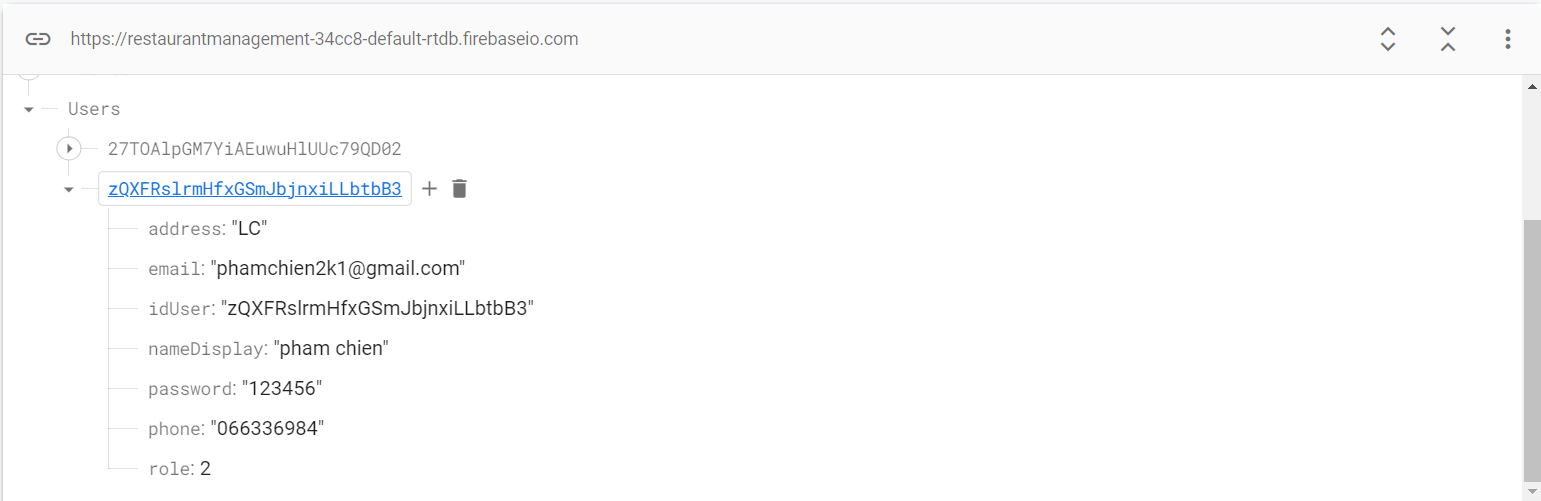 https://restaurantmanagement-34cc8-default-rtdb.firebaseio.com
Users
27TOAlpGM7YiAEuwuHlUUc79QD02
zQXFRslrmHfxGSmJbjnxiLLbtbB3
address: "LC"
email: "phamchien2k1@gmail.com"
idUser: "zQXFRslrmHfxGSmJbjnxiLLbtbB3"
nameDisplay: "pham chien"
password: "123456"
phone: "066336984"
role: 2